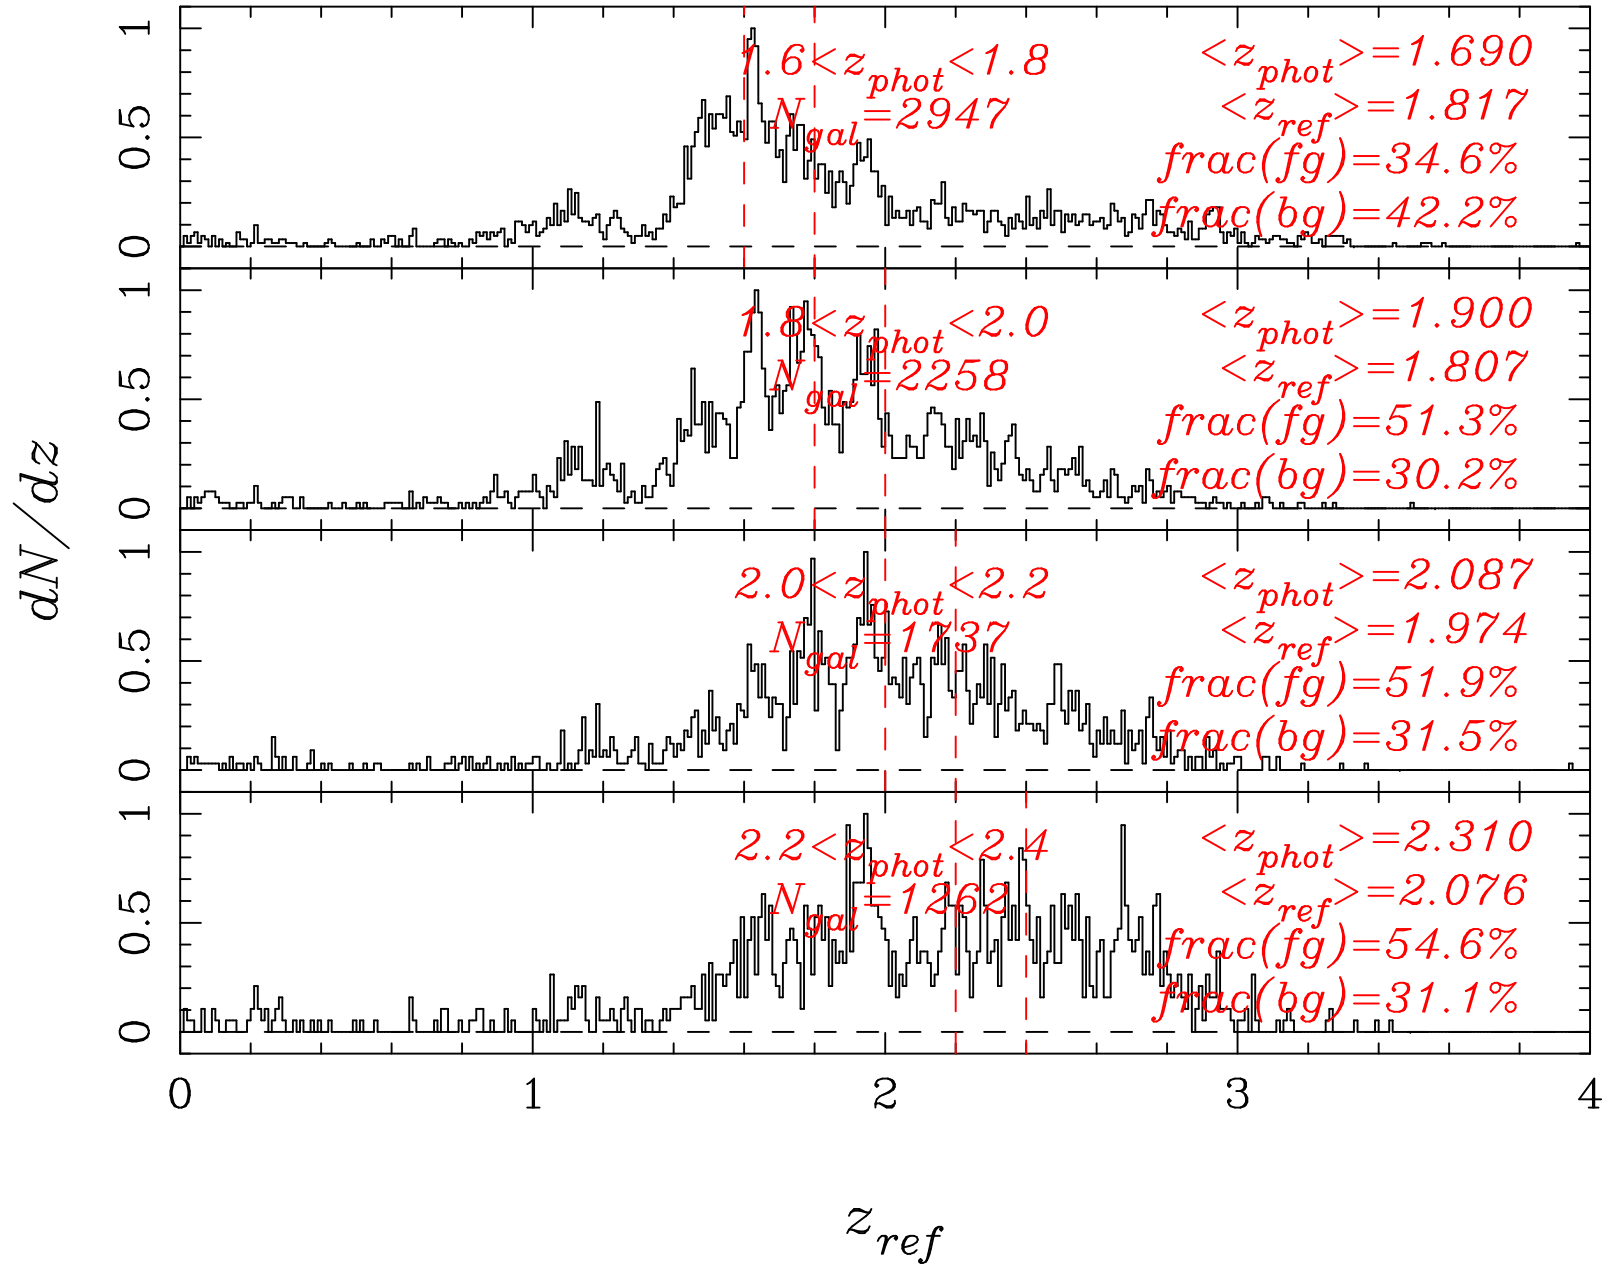 1.6<z_phot<1.8
N_gal=2947
<z_phot>=1.690
<z_ref>=1.817
frac(fg)=34.6%
frac(bg)=42.2%
1
0.5
0
1.8<z_phot<2.0
N_gal=2258
<z_phot>=1.900
<z_ref>=1.807
frac(fg)=51.3%
frac(bg)=30.2%
1
0.5
0
2.0<z_phot<2.2
N_gal=1737
<z_phot>=2.087
<z_ref>=1.974
frac(fg)=51.9%
frac(bg)=31.5%
1
0.5
0
2.2<z_phot<2.4
N_gal=1262
<z_phot>=2.310
<z_ref>=2.076
frac(fg)=54.6%
frac(bg)=31.1%
1
0.5
0
dN/dz
0 1 2 3 4
z_ref